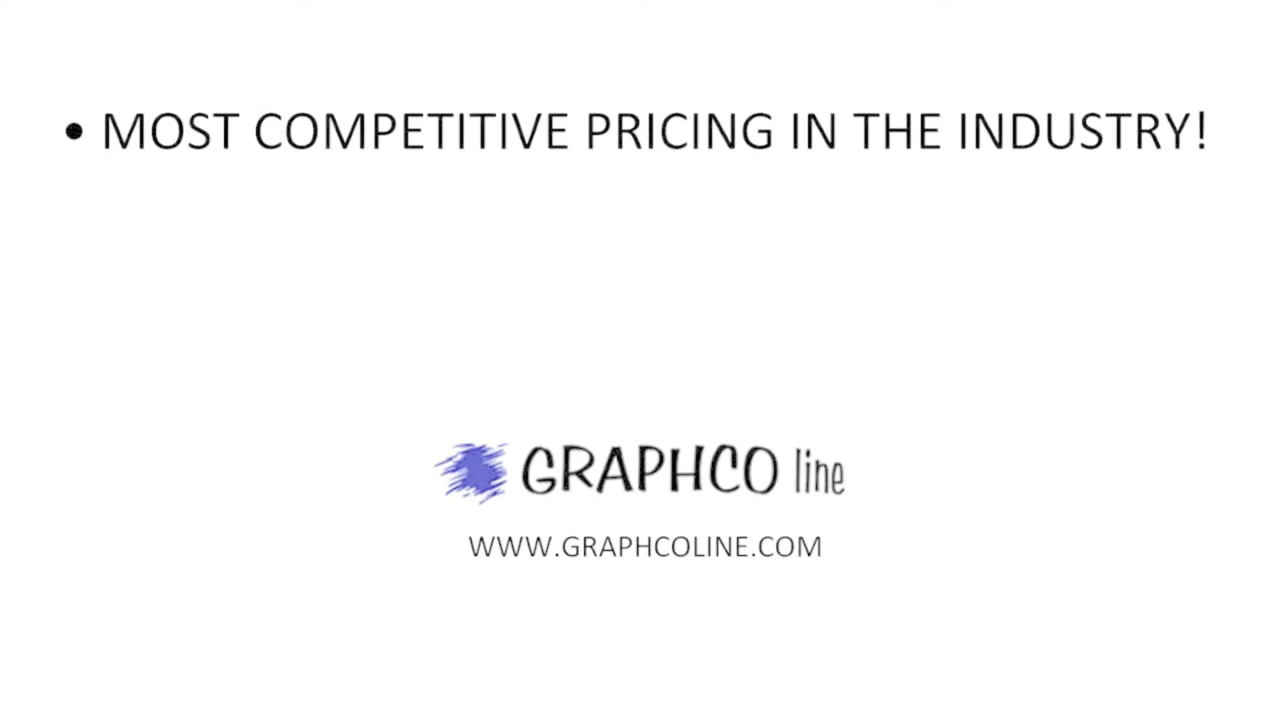 • MOST COMPETITIVE PRICING IN THE INDUSTRY!
GRAPHCO line
WWW.GRAPHCOLINE.COM